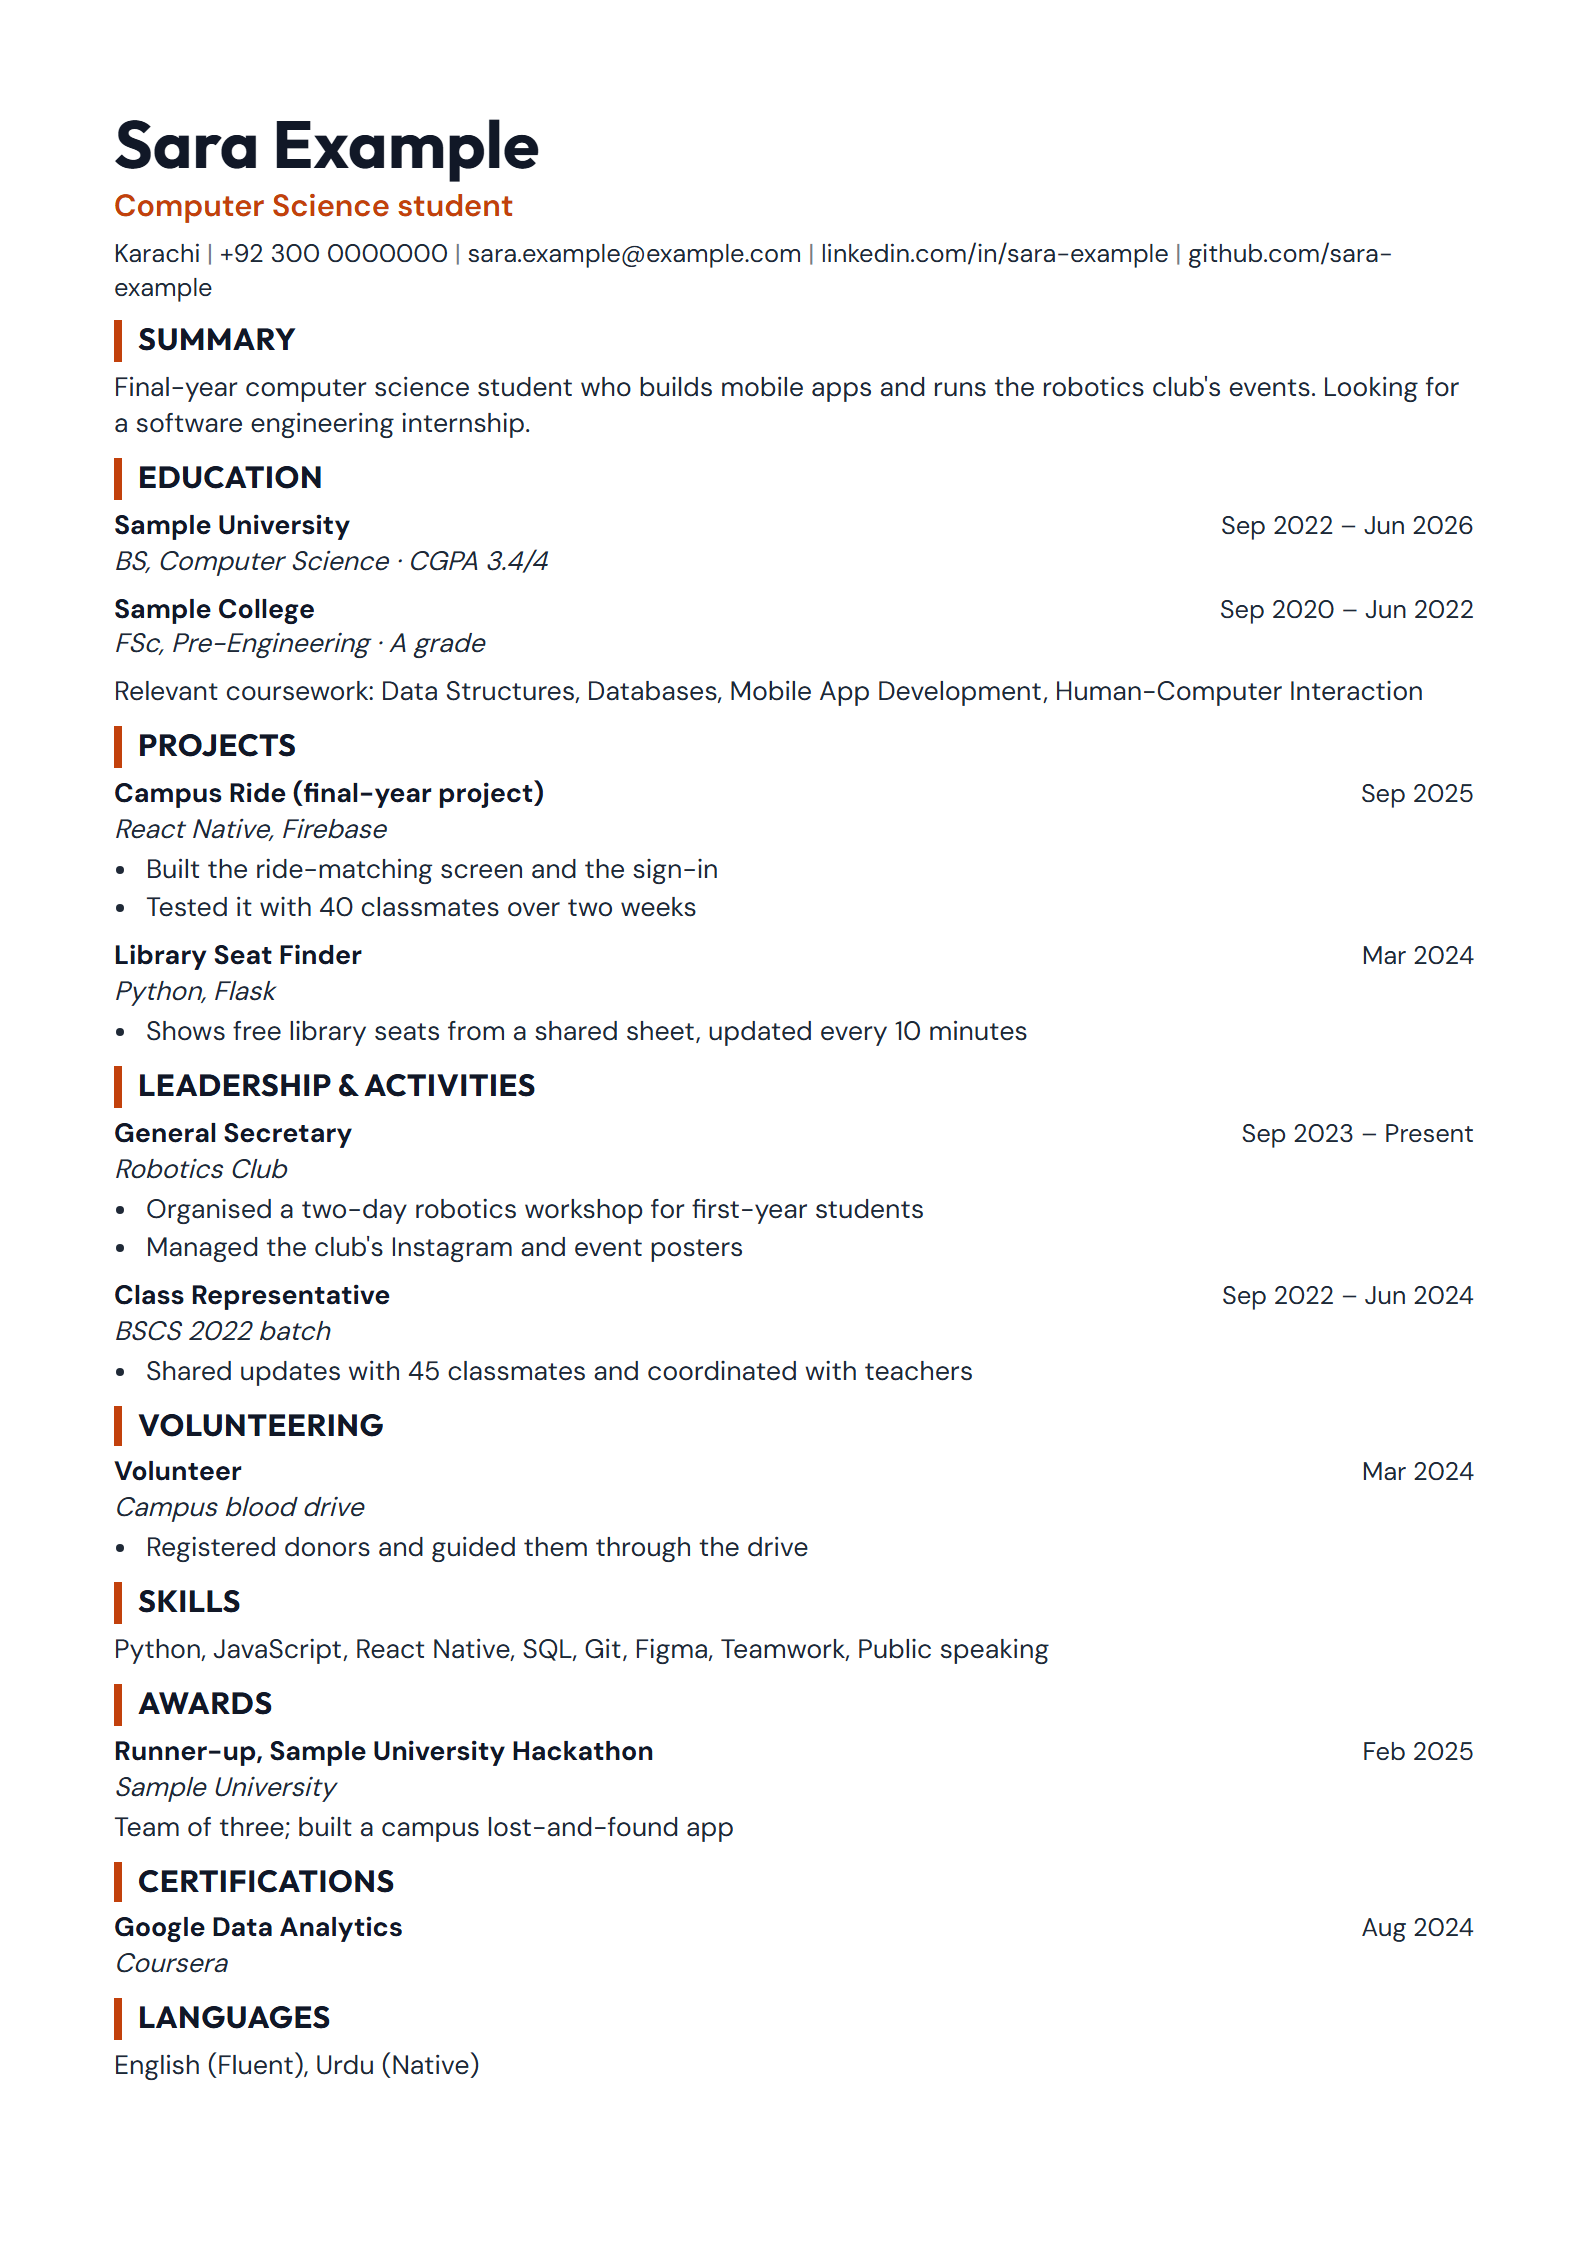 Sara Example
Computer Science student
Karachi | +92 300 0000000 | sara.example@example.com | linkedin.com/in/sara-example | github.com/sara-
example
SUMMARY
Final-year computer science student who builds mobile apps and runs the robotics club's events. Looking for
a software engineering internship.
EDUCATION
Sample University Sep 2022 – Jun 2026
BS, Computer Science · CGPA 3.4/4
Sample College Sep 2020 – Jun 2022
FSc, Pre-Engineering · A grade
Relevant coursework: Data Structures, Databases, Mobile App Development, Human-Computer Interaction
PROJECTS
Campus Ride (final-year project) Sep 2025
React Native, Firebase
• Built the ride-matching screen and the sign-in
• Tested it with 40 classmates over two weeks
Library Seat Finder Mar 2024
Python, Flask
• Shows free library seats from a shared sheet, updated every 10 minutes
LEADERSHIP & ACTIVITIES
General Secretary Sep 2023 – Present
Robotics Club
• Organised a two-day robotics workshop for first-year students
• Managed the club's Instagram and event posters
Class Representative Sep 2022 – Jun 2024
BSCS 2022 batch
• Shared updates with 45 classmates and coordinated with teachers
VOLUNTEERING
Volunteer Mar 2024
Campus blood drive
• Registered donors and guided them through the drive
SKILLS
Python, JavaScript, React Native, SQL, Git, Figma, Teamwork, Public speaking
AWARDS
Runner-up, Sample University Hackathon Feb 2025
Sample University
Team of three; built a campus lost-and-found app
CERTIFICATIONS
Google Data Analytics Aug 2024
Coursera
LANGUAGES
English (Fluent), Urdu (Native)